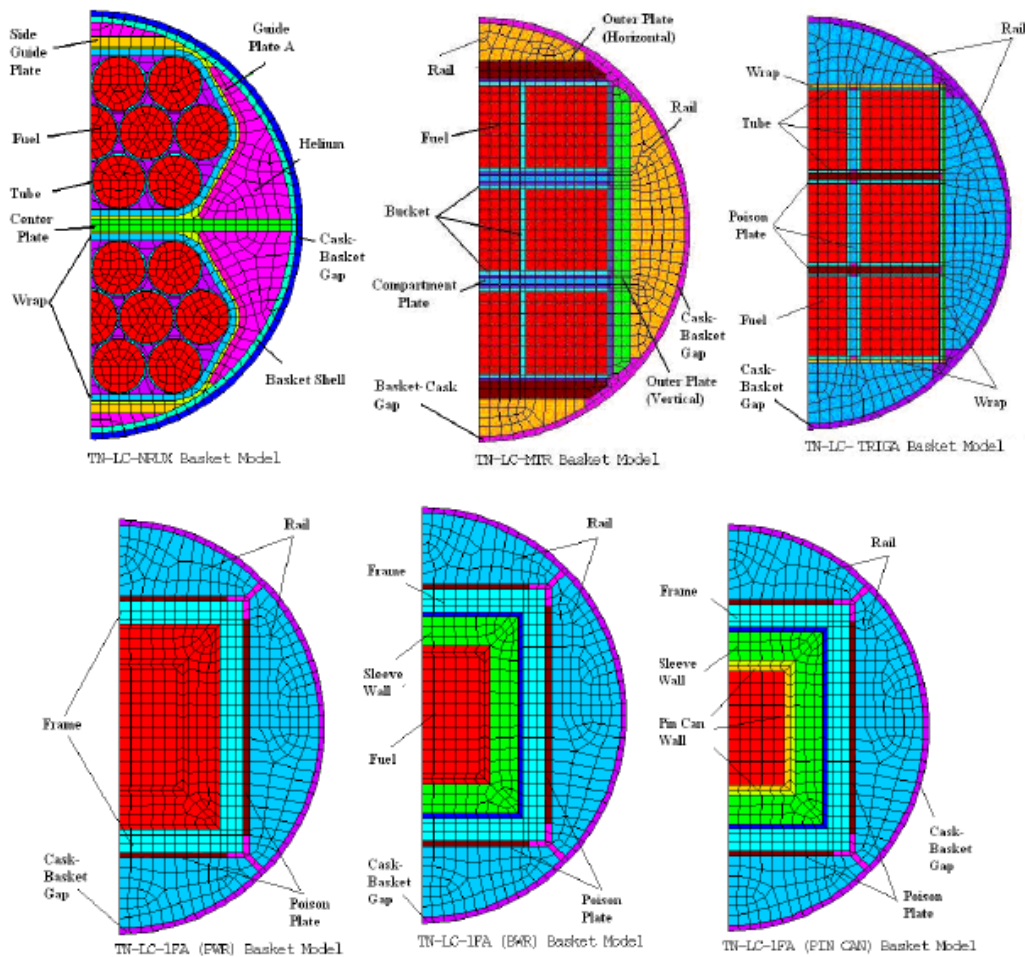 Side
Guide
Plate
Guide
Plate A
Fuel
Helium
Tube
Center
Plate
Cask-
Basket
Gap
Wrap
Basket Shell
TN-LC-NRUX Basket Model
Outer Plate
(Horizontal)
Rail
Rail
Fuel
Bucket
Compartment
Plate
Cask-
Basket
Gap
Basket-Cask
Gap
Outer Plate
(Vertical)
TN-LC-MTR Basket Model
Rail
Wrap
Tube
Poison
Plate
Fuel
Cask-
Basket
Gap
Wrap
TN-LC- TRIGA Basket Model
Rail
Frame
Cask-
Basket
Gap
Poison
Plate
TN-LC-1FA (PWR) Basket Model
Rail
Frame
Sleeve
Wall
Fuel
Cask-
Basket
Gap
Poison
Plate
TN-LC-1FA (BWR) Basket Model
Rail
Frame
Sleeve
Wall
Pin Can
Wall
Cask-
Basket
Gap
Poison
Plate
TN-LC-1FA (PIN CAN) Basket Model